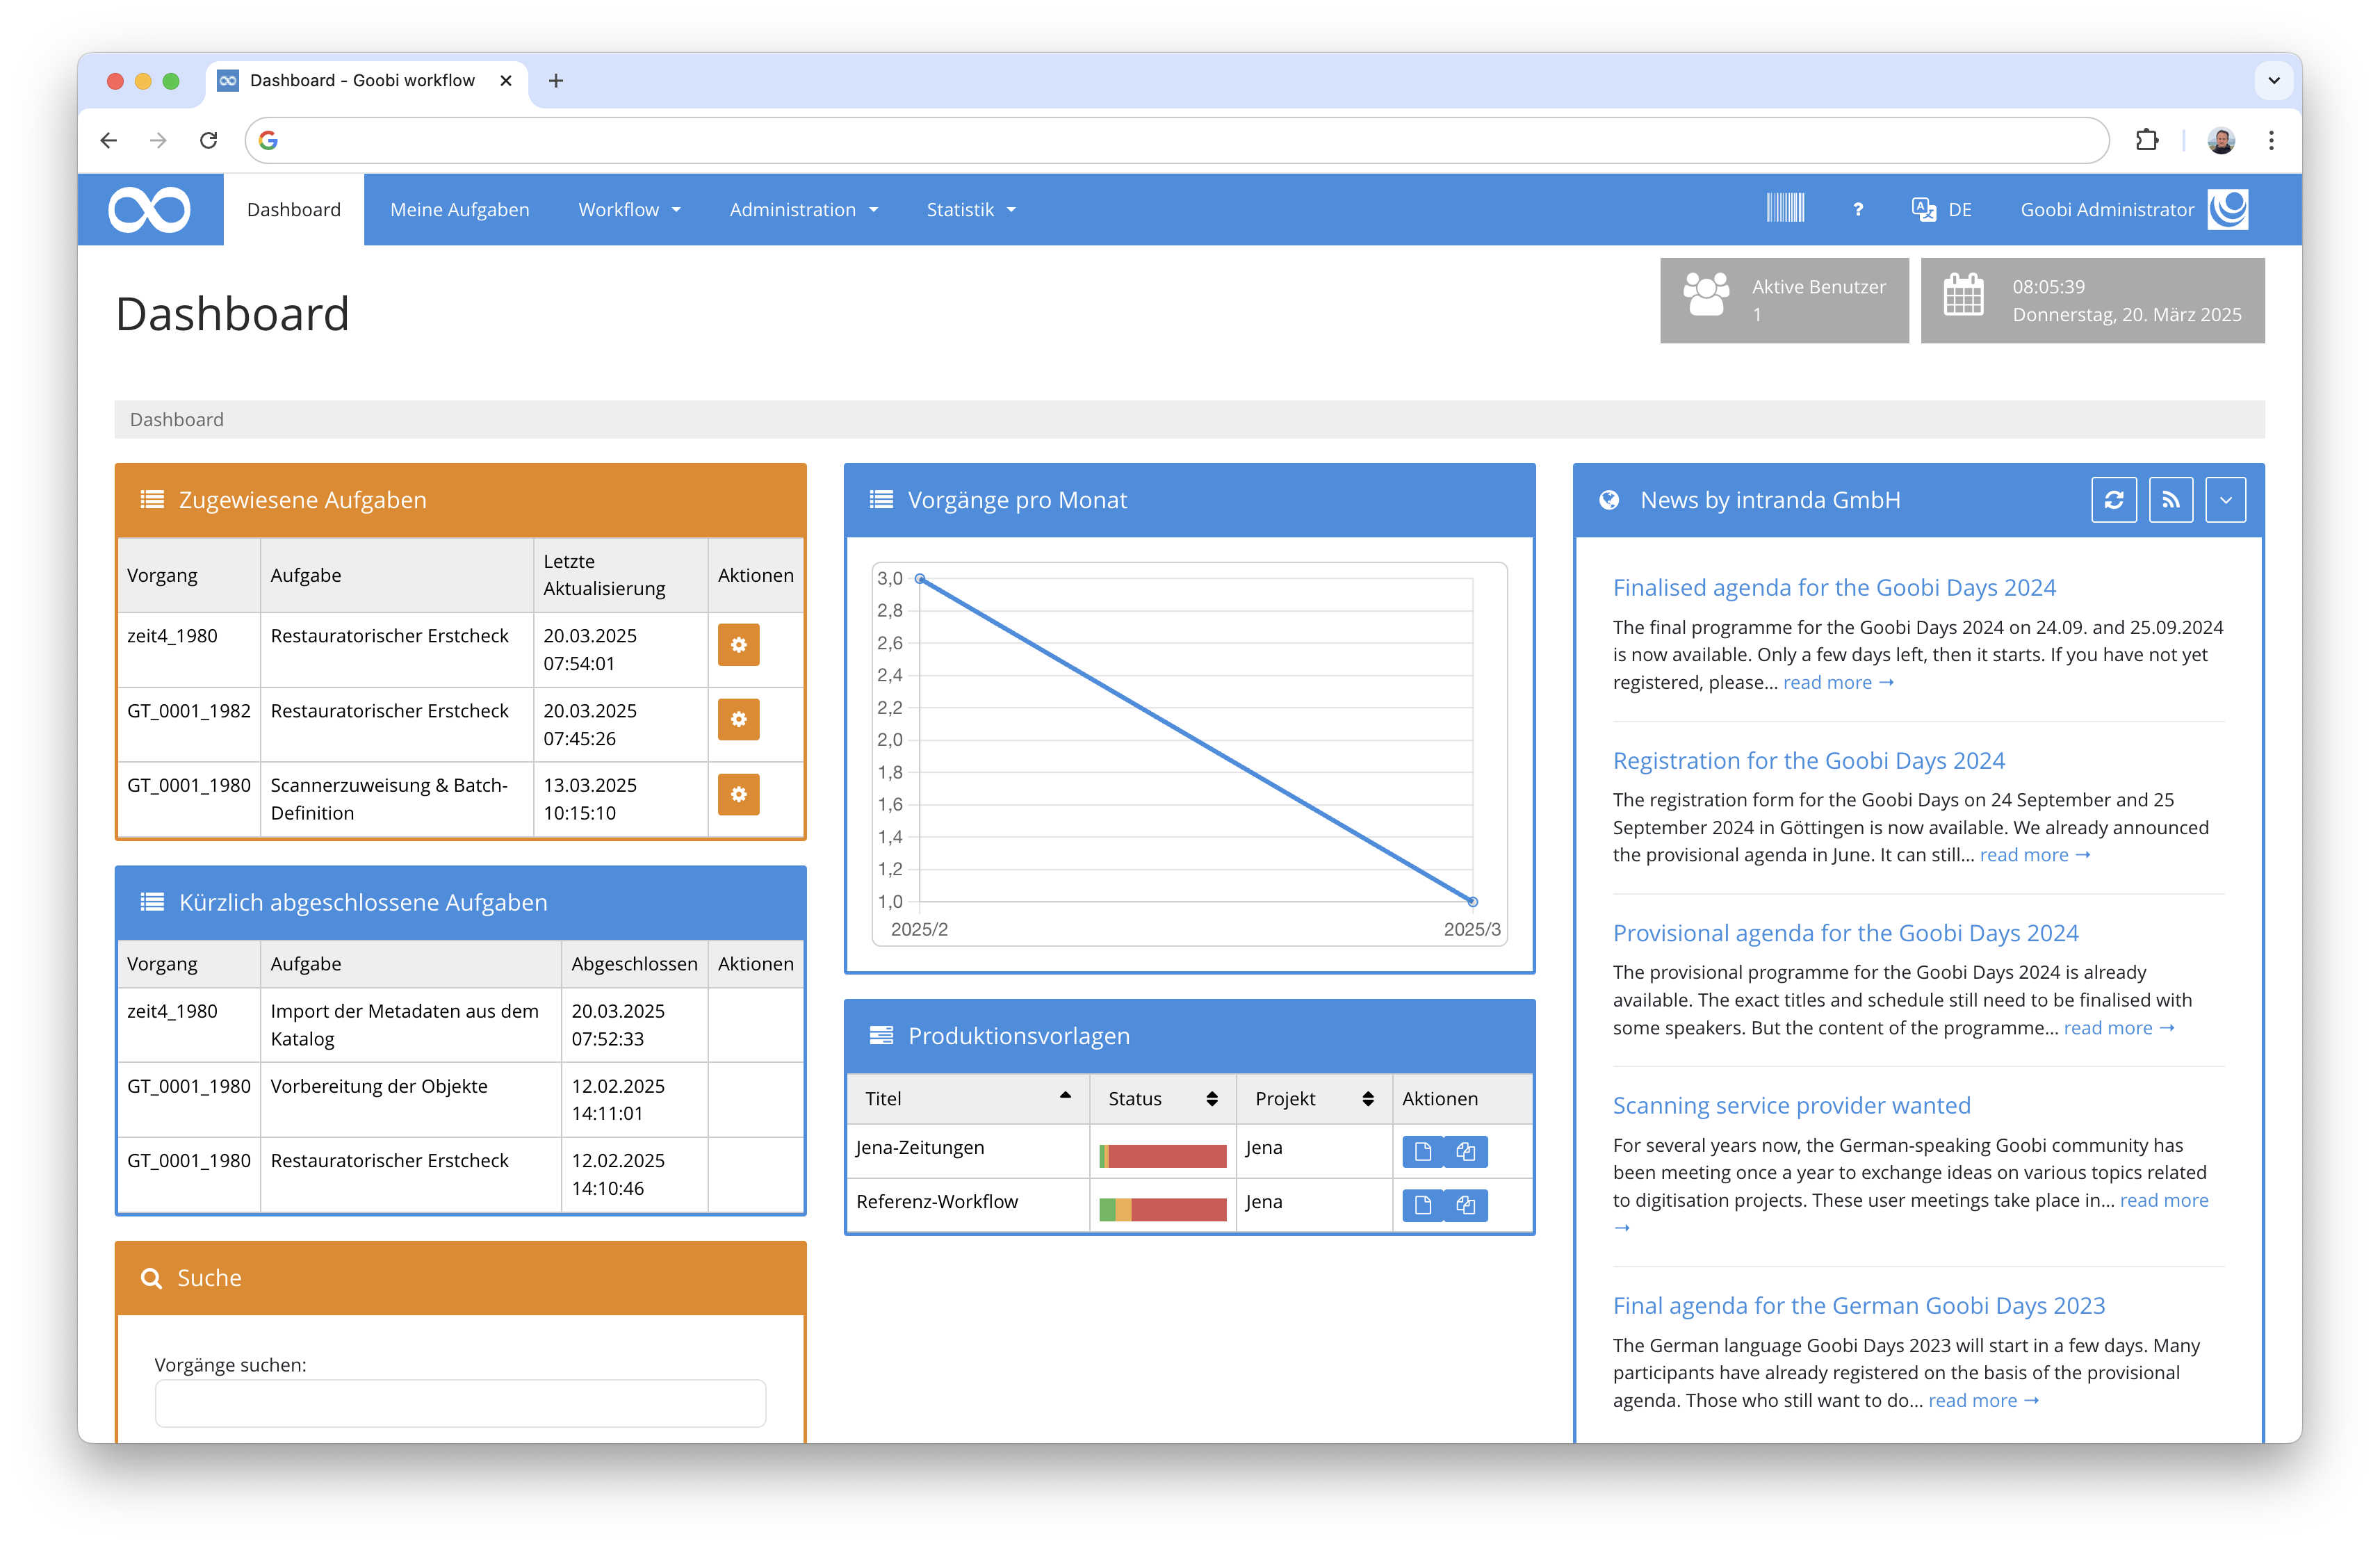 Dashboard - Goobi workflow
Dashboard
Meine Aufgaben
Workflow
Administration
Statistik
?
DE
Goobi Administrator
Dashboard
Aktive Benutzer
1
08:05:39
Donnerstag, 20. März 2025
Dashboard
Zugewiesene Aufgaben
Vorgang
Aufgabe
Letzte
Aktualisierung
Aktionen
zeit4_1980
Restauratorischer Erstcheck
20.03.2025
07:54:01
GT_0001_1982
Restauratorischer Erstcheck
20.03.2025
07:45:26
GT_0001_1980
Scannerzuweisung & Batch-
Definition
13.03.2025
10:15:10
Kürzlich abgeschlossene Aufgaben
Vorgang
Aufgabe
Abgeschlossen
Aktionen
zeit4_1980
Import der Metadaten aus dem
Katalog
20.03.2025
07:52:33
GT_0001_1980
Vorbereitung der Objekte
12.02.2025
14:11:01
GT_0001_1980
Restauratorischer Erstcheck
12.02.2025
14:10:46
Suche
Vorgänge suchen:
Vorgänge pro Monat
3,0
2,8
2,6
2,4
2,2
2,0
1,8
1,6
1,4
1,2
1,0
2025/2
2025/3
Produktionsvorlagen
Titel
Status
Projekt
Aktionen
Jena-Zeitungen
Jena
Referenz-Workflow
Jena
News by intranda GmbH
Finalised agenda for the Goobi Days 2024
The final programme for the Goobi Days 2024 on 24.09. and 25.09.2024
is now available. Only a few days left, then it starts. If you have not yet
registered, please... read more →
Registration for the Goobi Days 2024
The registration form for the Goobi Days on 24 September and 25
September 2024 in Göttingen is now available. We already announced
the provisional agenda in June. It can still... read more →
Provisional agenda for the Goobi Days 2024
The provisional programme for the Goobi Days 2024 is already
available. The exact titles and schedule still need to be finalised with
some speakers. But the content of the programme... read more →
Scanning service provider wanted
For several years now, the German-speaking Goobi community has
been meeting once a year to exchange ideas on various topics related
to digitisation projects. These user meetings take place in... read more
→
Final agenda for the German Goobi Days 2023
The German language Goobi Days 2023 will start in a few days. Many
participants have already registered on the basis of the provisional
agenda. Those who still want to do... read more →